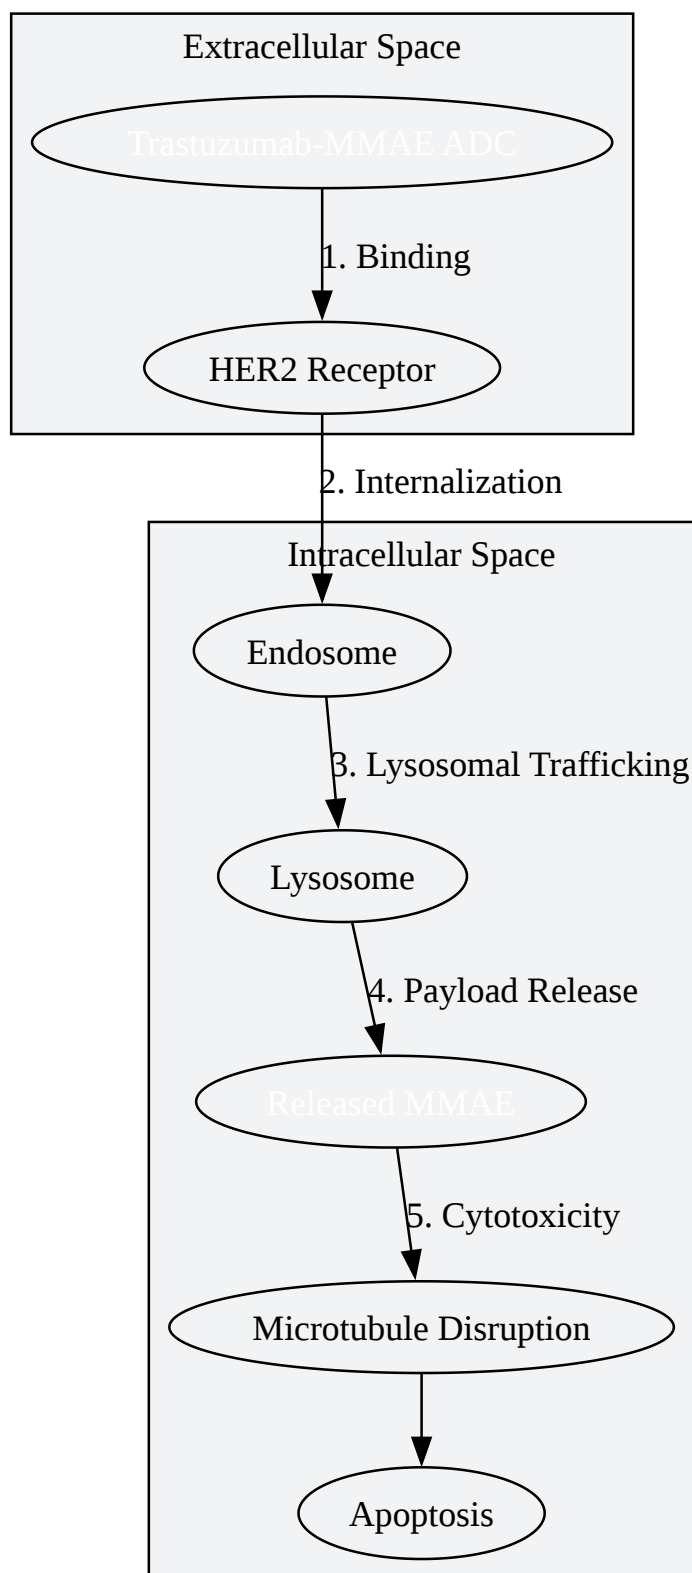 Extracellular Space
Trastuzumab-MMAE ADC
1. Binding
HER2 Receptor
2. Internalization
Intracellular Space
Endosome
3. Lysosomal Trafficking
Lysosome
4. Payload Release
Released MMAE
5. Cytotoxicity
Microtubule Disruption
Apoptosis